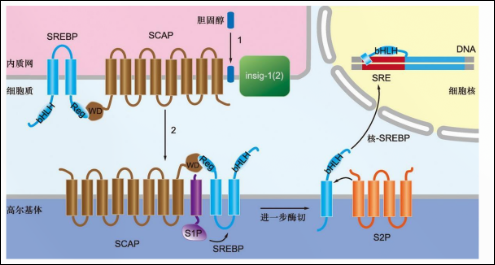 胆固醇
SREBP
SCAP
1
bHLH
DNA
内质网
insig-1(2)
SRE
细胞质
bHLH
Reg
WD
细胞核
2
核-SREBP
WD
Reg
bHLH
bHLH
高尔基体
S1P
进一步酶切
SCAP
SREBP
S2P